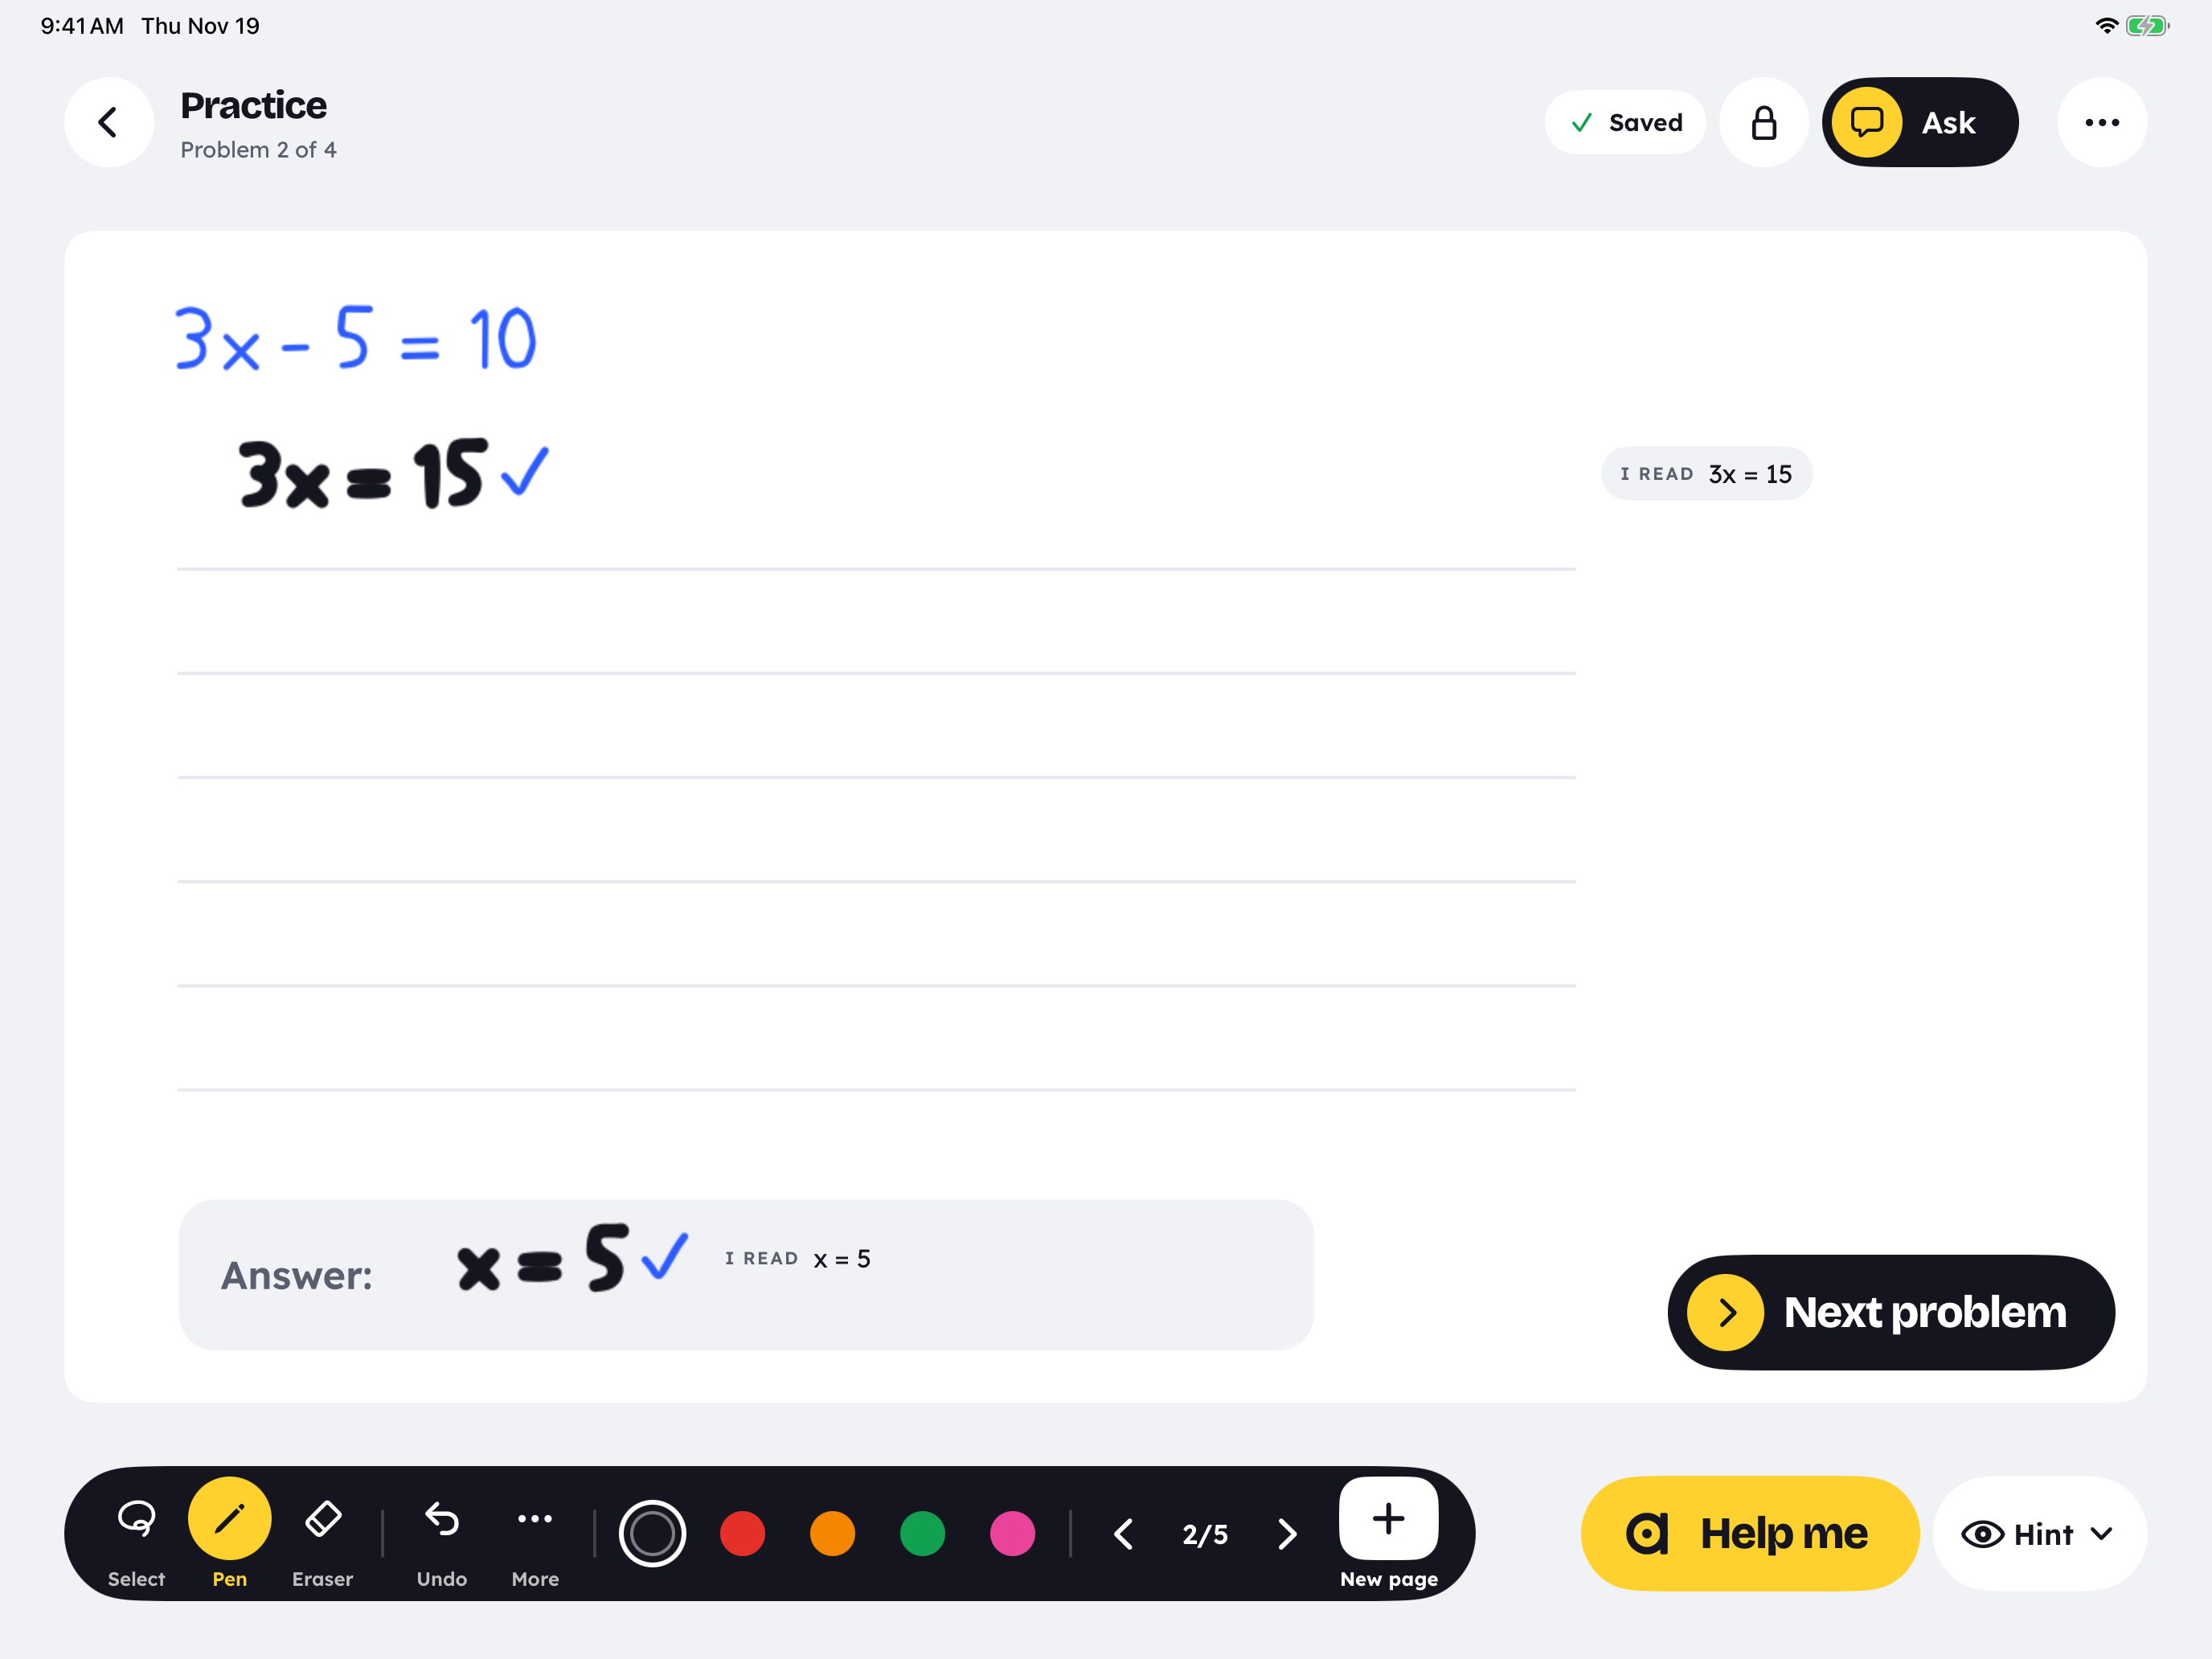 9:41 AM Thu Nov 19
Practice
Problem 2 of 4
Saved
Ask
3x - 5 = 10
3x = 15 ✓
I READ 3x = 15
Answer: x = 5 ✓ I READ x = 5
Next problem
Select
Pen
Eraser
Undo
More
2/5
New page
Help me
Hint